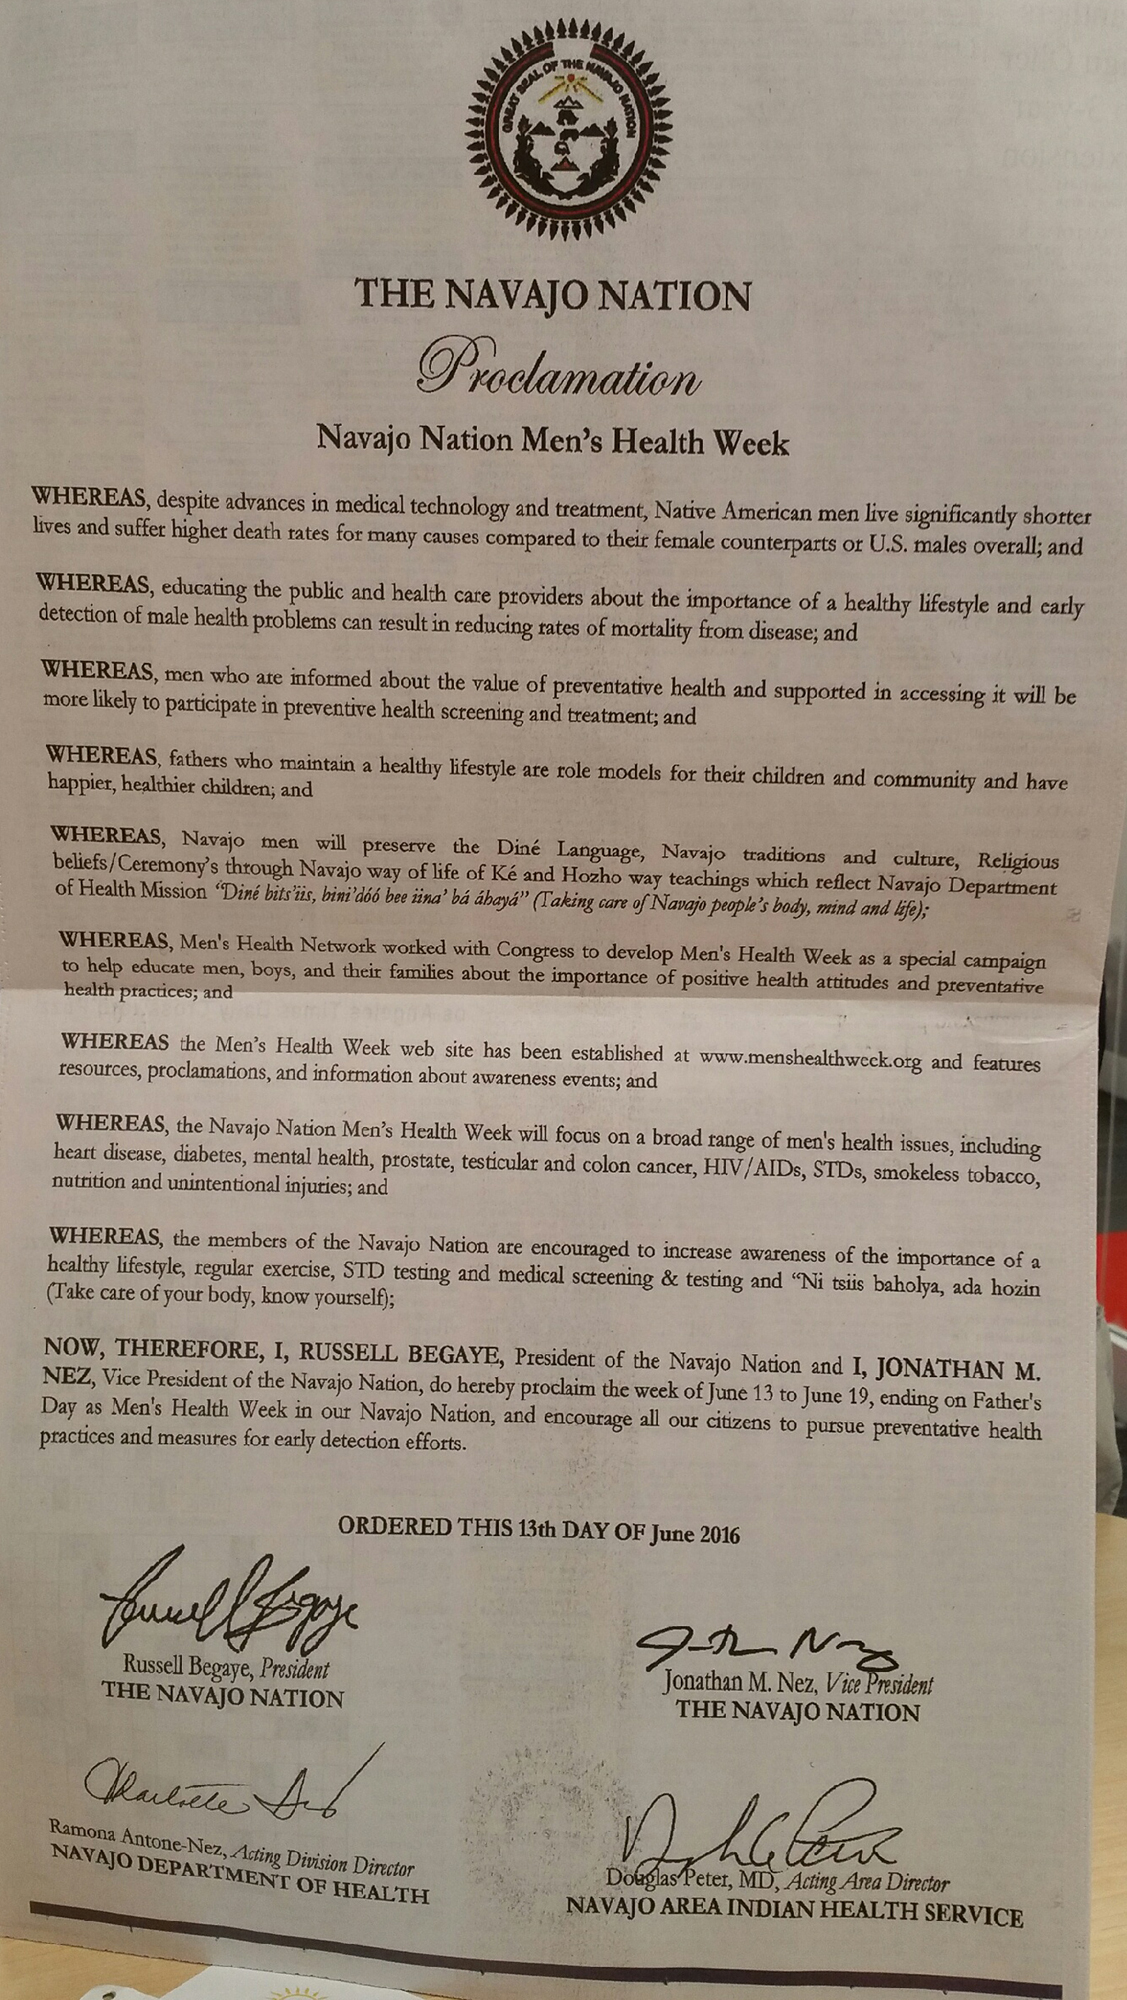 GREAT SEAL OF THE NAVAJO NATION
THE NAVAJO NATION
Proclamation
Navajo Nation Men's Health Week
WHEREAS, despite advances in medical technology and treatment, Native American men live significantly shorter
lives and suffer higher death rates for many causes compared to their female counterparts or U.S. males overall; and
WHEREAS, educating the public and health care providers about the importance of a healthy lifestyle and early
detection of male health problems can result in reducing rates of mortality from disease; and
WHEREAS, men who are informed about the value of preventative health and supported in accessing it will be
more likely to participate in preventive health screening and treatment; and
WHEREAS, fathers who maintain a healthy lifestyle are role models for their children and community and have
happier, healthier children; and
WHEREAS, Navajo men will preserve the Diné Language, Navajo traditions and culture, Religious
beliefs/Ceremony's through Navajo way of life of Ké and Hozho way teachings which reflect Navajo Department
of Health Mission "Diné bits'iis, bini'dóó bee iina' bá áhayá" (Taking care of Navajo people's body, mind and life);
WHEREAS, Men's Health Network worked with Congress to develop Men's Health Week as a special campaign
to help educate men, boys, and their families about the importance of positive health attitudes and preventative
health practices; and
WHEREAS the Men's Health Week web site has been established at www.menshealthweek.org and features
resources, proclamations, and information about awareness events; and
WHEREAS, the Navajo Nation Men's Health Week will focus on a broad range of men's health issues, including
heart disease, diabetes, mental health, prostate, testicular and colon cancer, HIV/AIDs, STDs, smokeless tobacco,
nutrition and unintentional injuries; and
WHEREAS, the members of the Navajo Nation are encouraged to increase awareness of the importance of a
healthy lifestyle, regular exercise, STD testing and medical screening & testing and "Ni tsiis baholya, ada hozin
(Take care of your body, know yourself);
NOW, THEREFORE, I, RUSSELL BEGAYE, President of the Navajo Nation and I, JONATHAN M.
NEZ, Vice President of the Navajo Nation, do hereby proclaim the week of June 13 to June 19, ending on Father's
Day as Men's Health Week in our Navajo Nation, and encourage all our citizens to pursue preventative health
practices and measures for early detection efforts.
ORDERED THIS 13th DAY OF June 2016
Russell Begaye, President
THE NAVAJO NATION
Jonathan M. Nez, Vice President
THE NAVAJO NATION
Ramona Antone-Nez, Acting Division Director
NAVAJO DEPARTMENT OF HEALTH
Douglas Peter, MD, Acting Area Director
NAVAJO AREA INDIAN HEALTH SERVICE